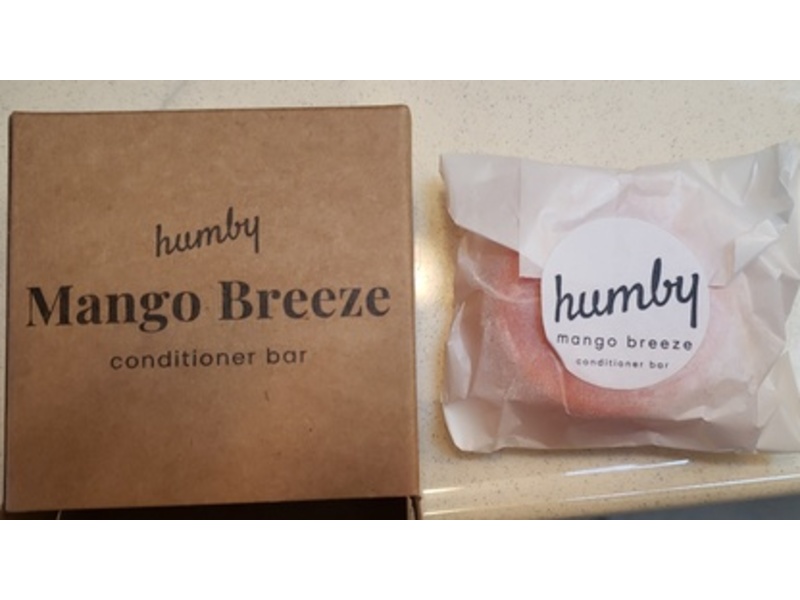 humby
Mango Breeze
conditioner bar
humby
mango breeze
conditioner bar